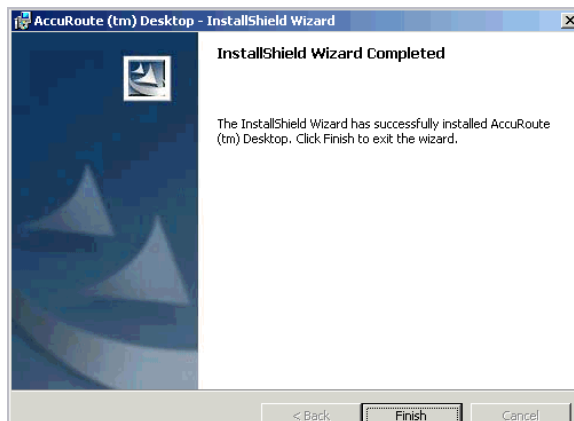 AccuRoute (tm) Desktop - InstallShield Wizard
InstallShield Wizard Completed
The InstallShield Wizard has successfully installed AccuRoute
(tm) Desktop. Click Finish to exit the wizard.
< Back Finish Cancel